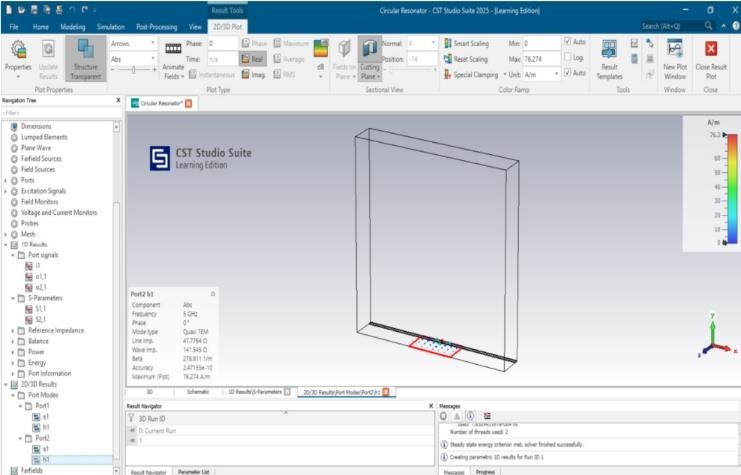 Result Tools
Circular Resonator - CST Studio Suite 2025 - [Learning Edition]
File Home Modeling Simulation Post-Processing View 2D/3D Plot
Search (Alt+Q)
Properties
Update Results
Structure Transparent
Arrows
Abs
Animate Fields
Phase: 0
Time: n/a
Instantaneous
Phase
Real
Imag.
Maximum
Average
RMS
dB
Fields on Plane
Cutting Plane
Normal: X
Position: -14
Smart Scaling
Reset Scaling
Special Clamping
Min: 0
Max: 76.274
Unit: A/m
Auto
Log.
Auto
Result Templates
New Plot Window
Close Result Plot
Plot Properties
Plot Type
Sectional View
Color Ramp
Tools
Window
Close
Navigation Tree
<Filter>
Circular Resonator*
Dimensions
Lumped Elements
Plane Wave
Farfield Sources
Field Sources
Ports
Excitation Signals
Field Monitors
Voltage and Current Monitors
Probes
Mesh
1D Results
Port signals
i1
o1,1
o2,1
S-Parameters
S1,1
S2,1
Reference Impedance
Balance
Power
Energy
Port Information
2D/3D Results
Port Modes
Port1
e1
h1
Port2
e1
h1
Farfields
CST Studio Suite
Learning Edition
A/m
76.3
60
50
40
30
20
10
0
Port2 h1
Component Abs
Frequency 5 GHz
Phase 0°
Mode type Quasi TEM
Line Imp. 47.7764 Ω
Wave Imp. 141.945 Ω
Beta 278.911 1/m
Accuracy 2.47155e-10
Maximum (Plot) 76.274 A/m
y
x
z
3D
Schematic
1D Results\S-Parameters
2D/3D Results\Port Modes\Port2\h1
Result Navigator
3D Run ID
0: Current Run
1
Result Navigator
Parameter List
Messages
Number of threads used: 2
Steady state energy criterion met, solver finished successfully.
Creating parametric 1D results for Run ID 1
Messages
Progress